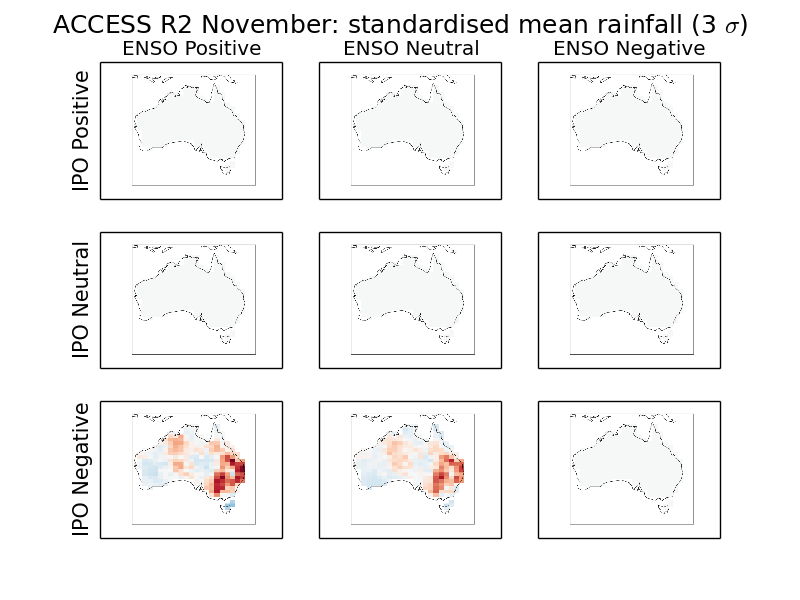 ACCESS R2 November: standardised mean rainfall (3 σ)
ENSO Positive
ENSO Neutral
ENSO Negative
IPO Positive
IPO Neutral
IPO Negative